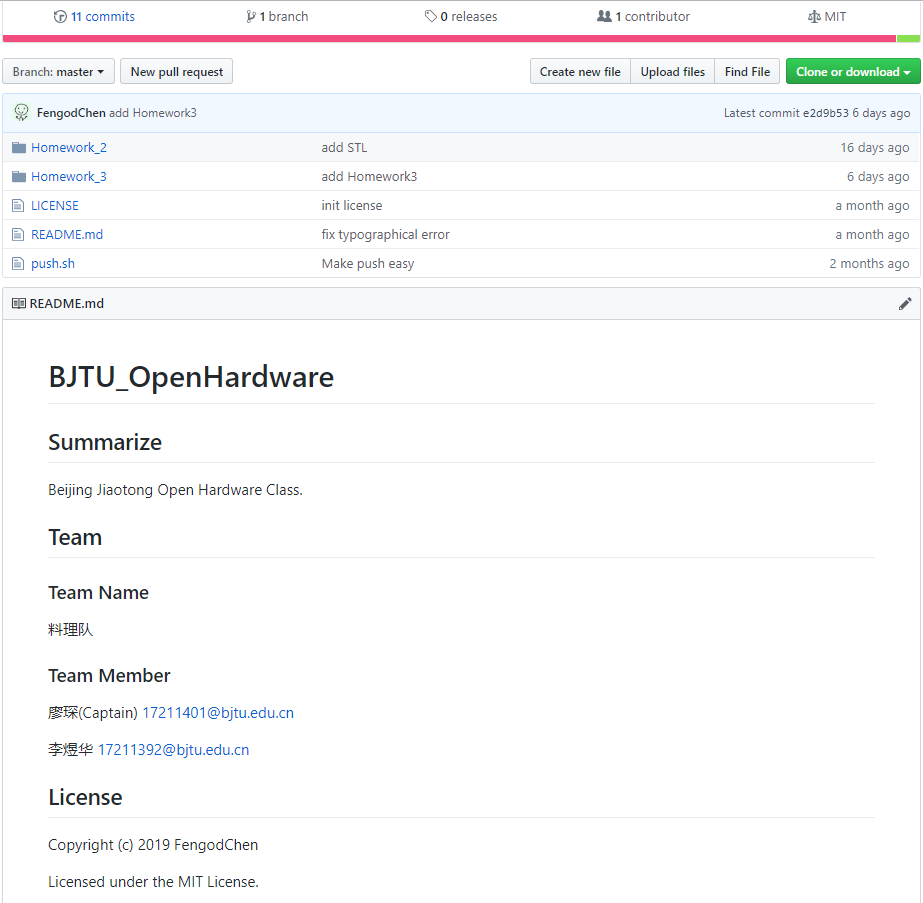 11 commits 1 branch 0 releases 1 contributor MIT
Branch: master New pull request Create new file Upload files Find File Clone or download
FengodChen add Homework3 Latest commit e2d9b53 6 days ago
Homework_2 add STL 16 days ago
Homework_3 add Homework3 6 days ago
LICENSE init license a month ago
README.md fix typographical error a month ago
push.sh Make push easy 2 months ago
README.md
BJTU_OpenHardware
Summarize
Beijing Jiaotong Open Hardware Class.
Team
Team Name
料理队
Team Member
廖琛(Captain) 17211401@bjtu.edu.cn
李煜华 17211392@bjtu.edu.cn
License
Copyright (c) 2019 FengodChen
Licensed under the MIT License.